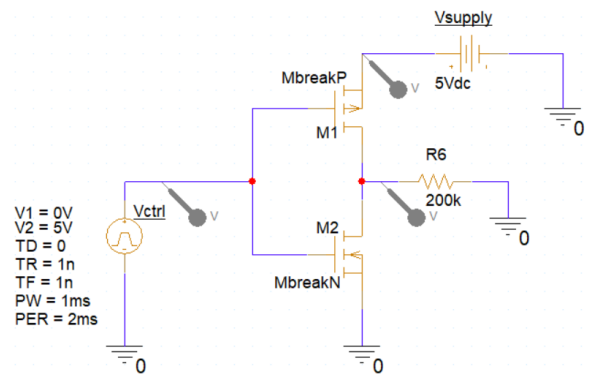 Vsupply
MbreakP
V
5Vdc
0
M1
R6
200k
V1 = 0V
V2 = 5V
TD = 0
TR = 1n
TF = 1n
PW = 1ms
PER = 2ms
Vctrl
V
V
M2
0
MbreakN
0
0